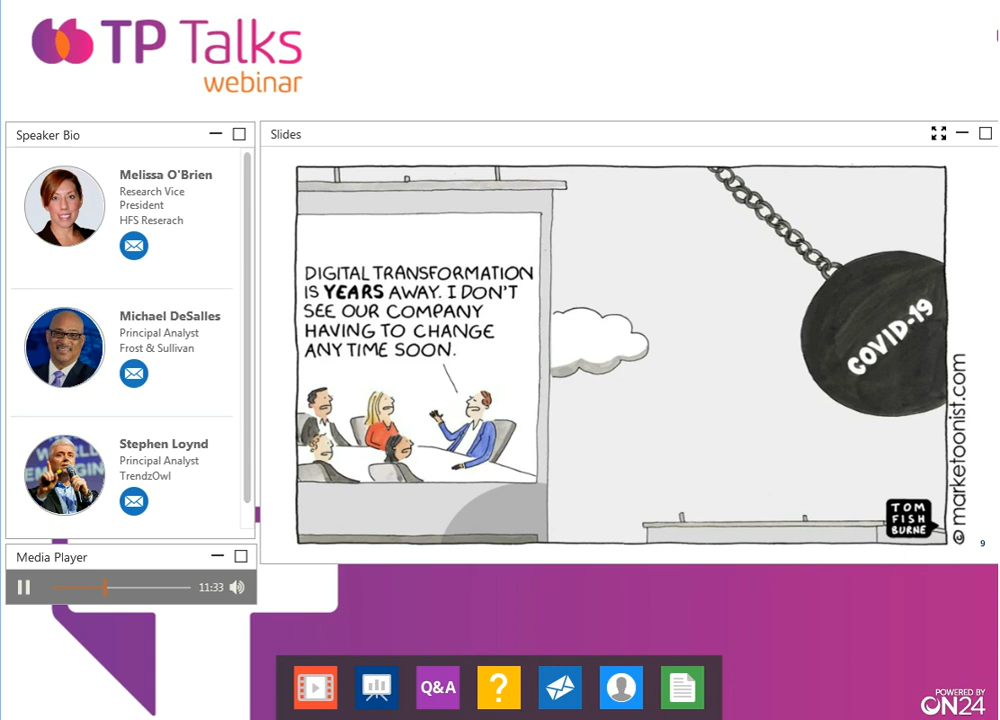 TP Talks
webinar
Speaker Bio
Melissa O'Brien
Research Vice
President
HFS Reserach
Michael DeSalles
Principal Analyst
Frost & Sullivan
Stephen Loynd
Principal Analyst
TrendzOwl
Media Player
11:33
Slides
DIGITAL TRANSFORMATION
IS YEARS AWAY. I DON'T
SEE OUR COMPANY
HAVING TO CHANGE
ANY TIME SOON.
COVID-19
© marketoonist.com
TOM
FISH
BURNE
9
Q&A
?
POWERED BY
ON24